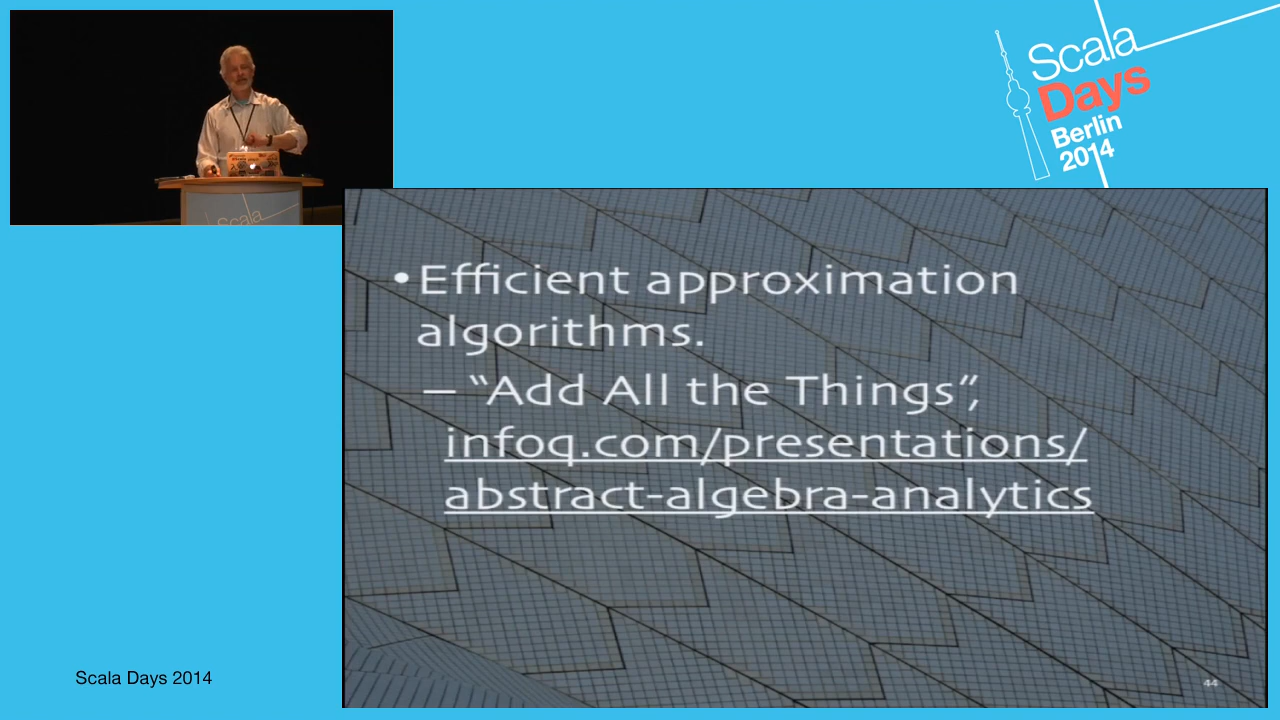 Scala
Days
Berlin
2014
Scala
• Efficient approximation
algorithms.
– “Add All the Things”,
infoq.com/presentations/
abstract-algebra-analytics
44
Scala Days 2014